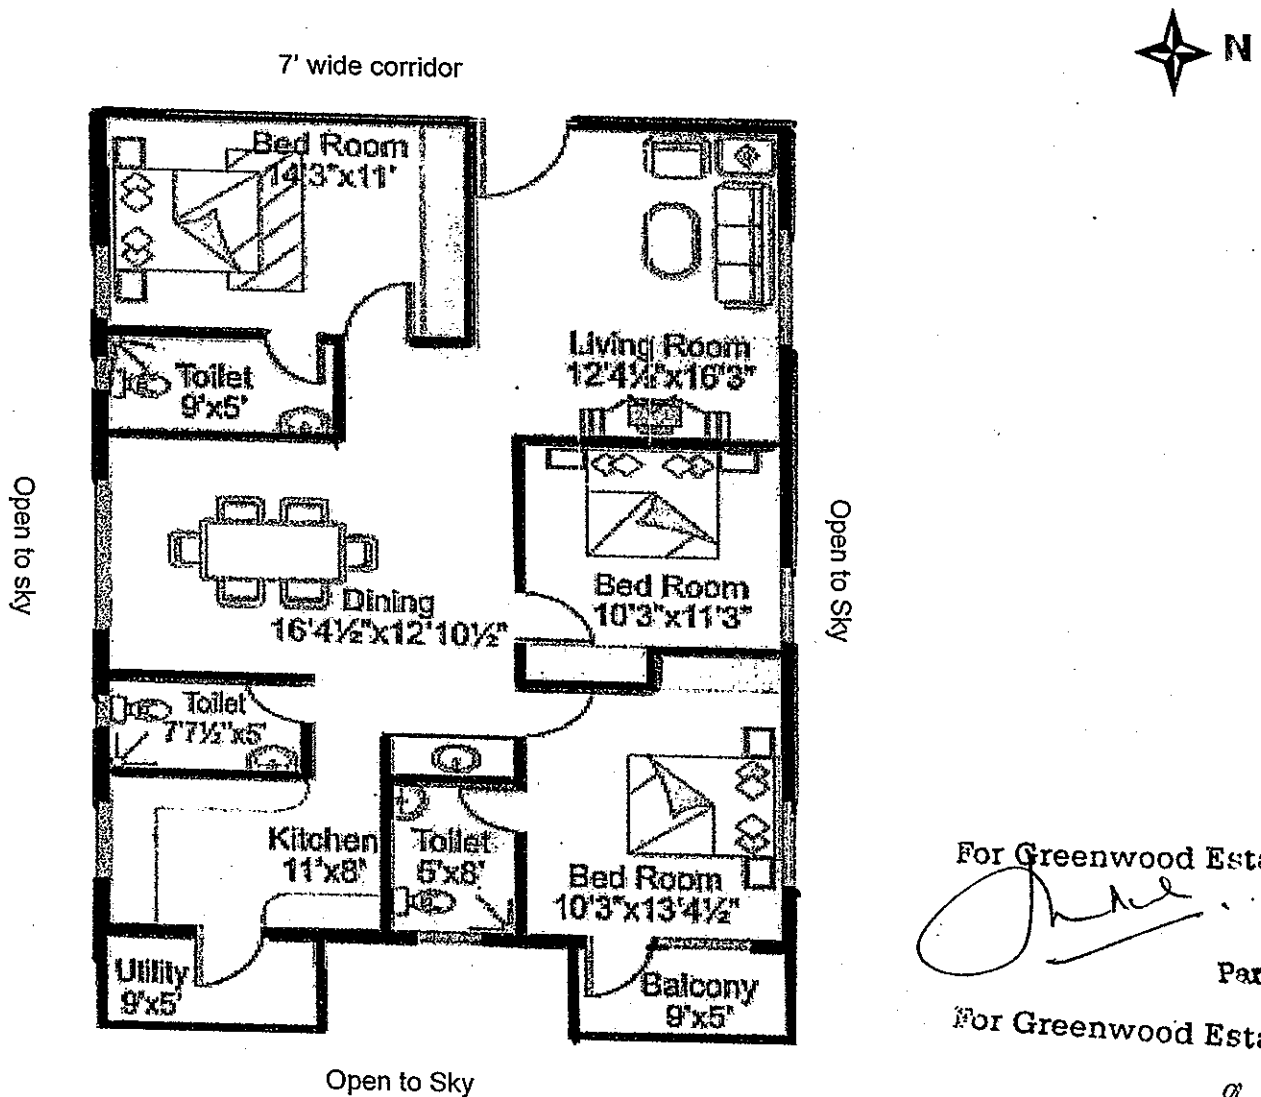 N
7' wide corridor
Bed Room
14'3"x11'
Living Room
12'4½"x16'3"
Toilet
9'x5'
Open to sky
Open to Sky
Bed Room
10'3"x11'3"
Dining
16'4½"x12'10½"
Toilet
7'7½"x5'
Kitchen
11'x8'
Toilet
5'x8'
Bed Room
10'3"x13'4½"
Utility
9'x5'
Balcony
9'x5'
Open to Sky
For Greenwood Esta
Par
For Greenwood Esta